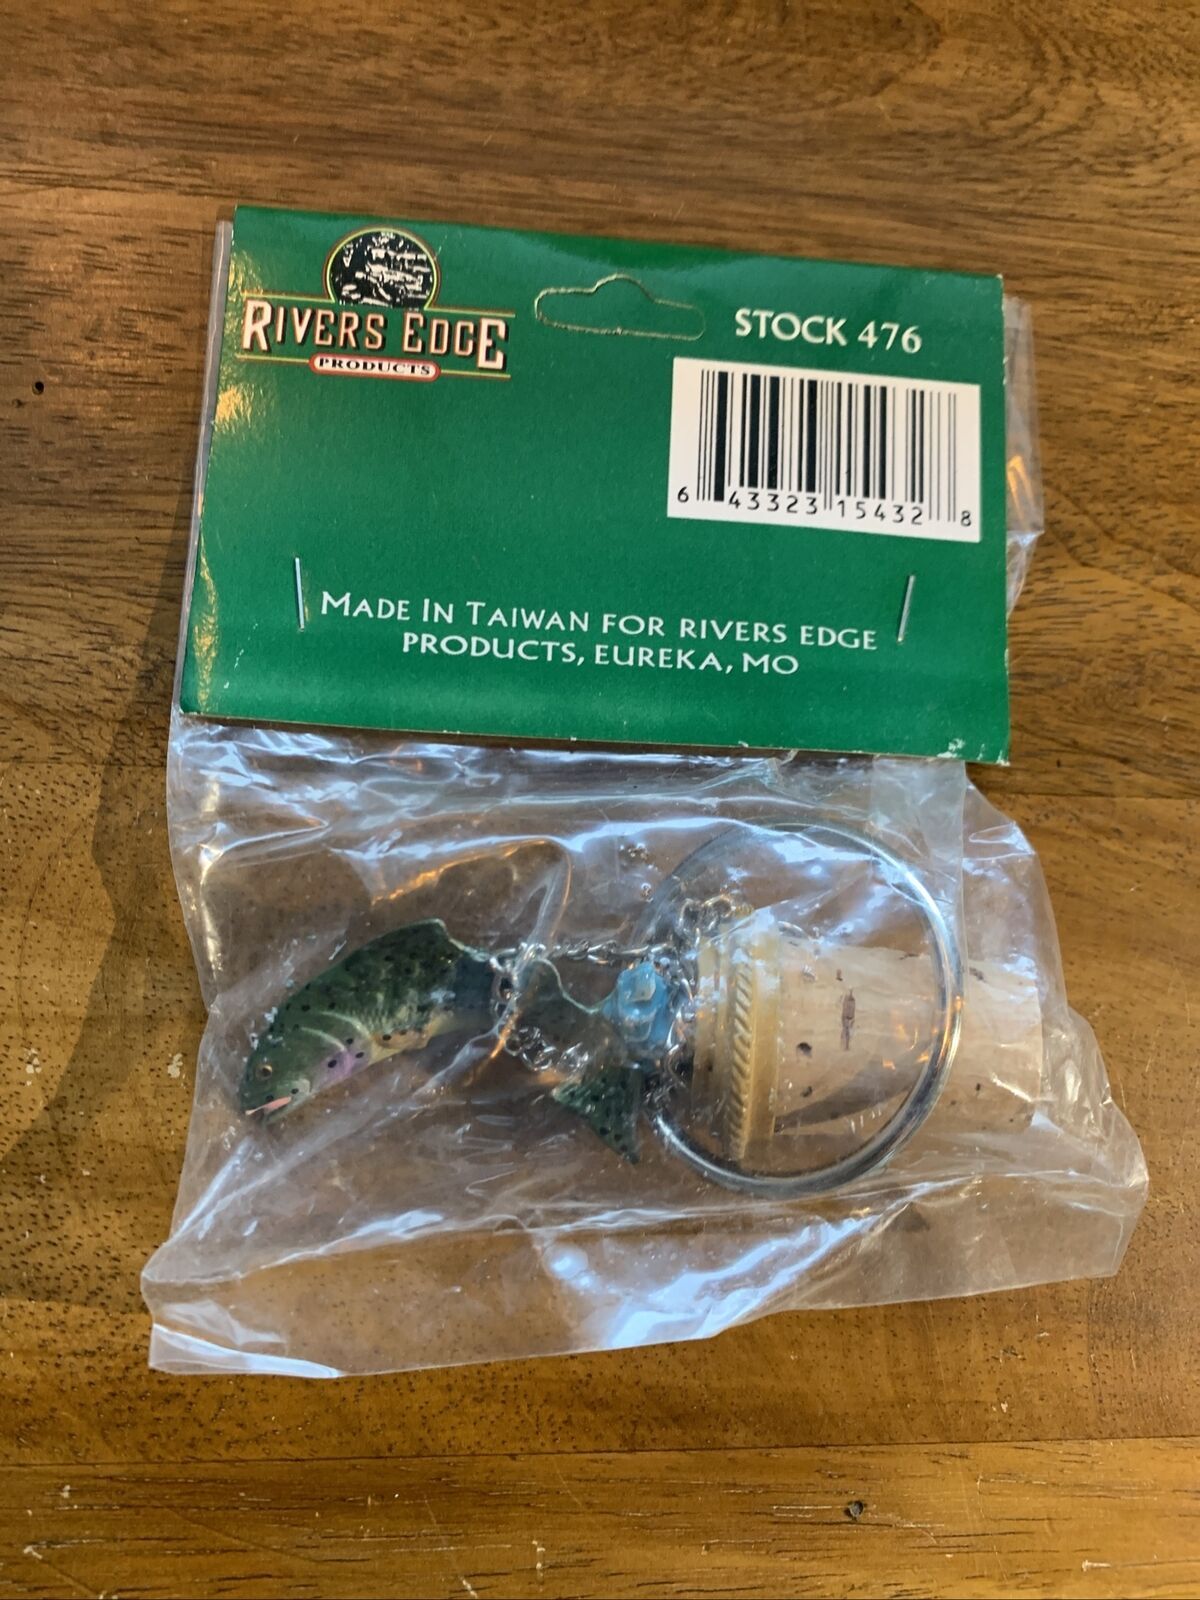 RIVERS EDGE
PRODUCTS
STOCK 476
6 43323 15432 8
MADE IN TAIWAN FOR RIVERS EDGE
PRODUCTS, EUREKA, MO